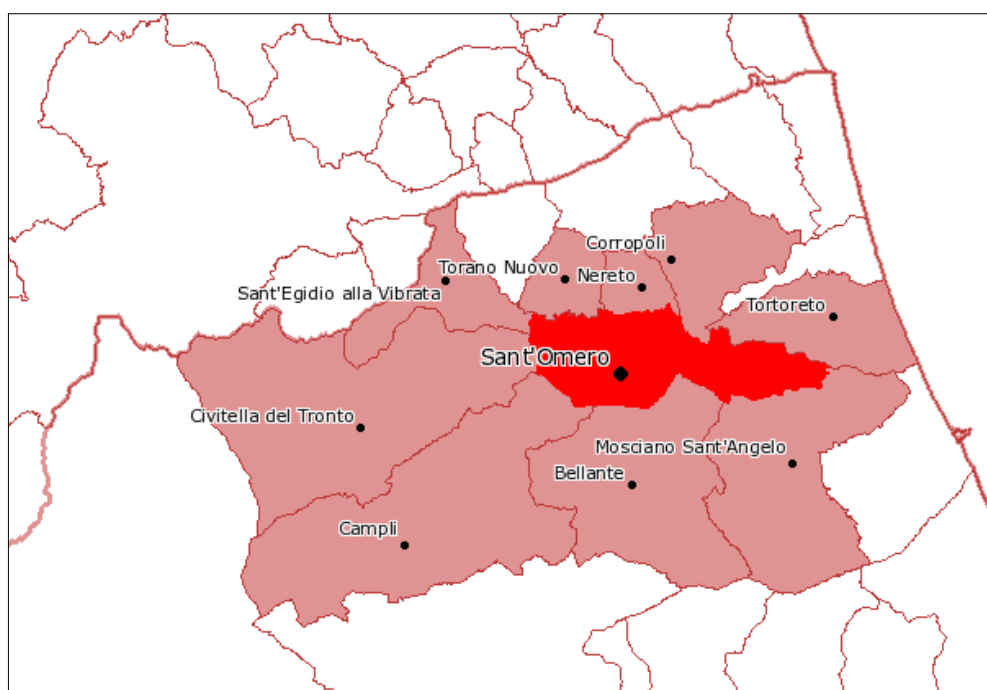 Corropoli
Torano Nuovo
Nereto
Sant'Egidio alla Vibrata
Tortoreto
Sant'Omero
Civitella del Tronto
Mosciano Sant'Angelo
Bellante
Campli